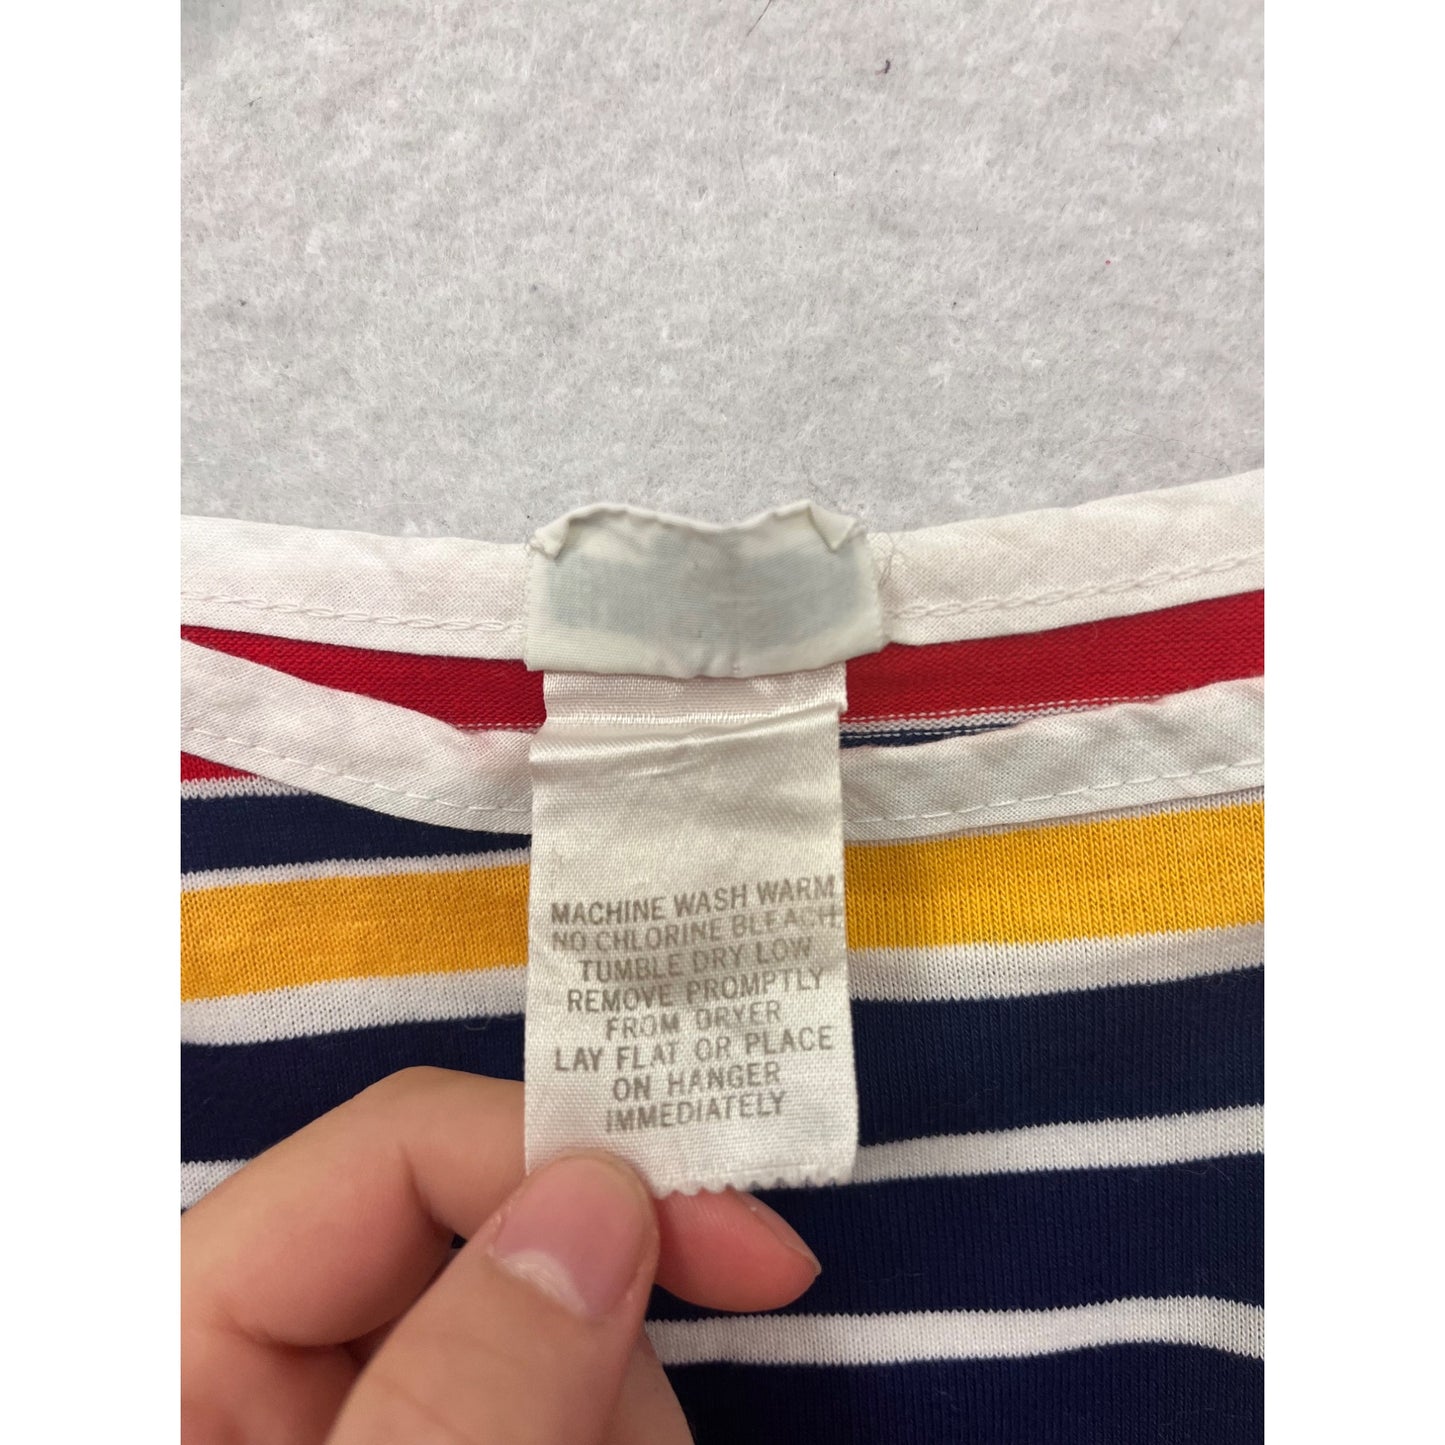 MACHINE WASH WARM
NO CHLORINE BLEACH
TUMBLE DRY LOW
REMOVE PROMPTLY
FROM DRYER
LAY FLAT OR PLACE
ON HANGER
IMMEDIATELY